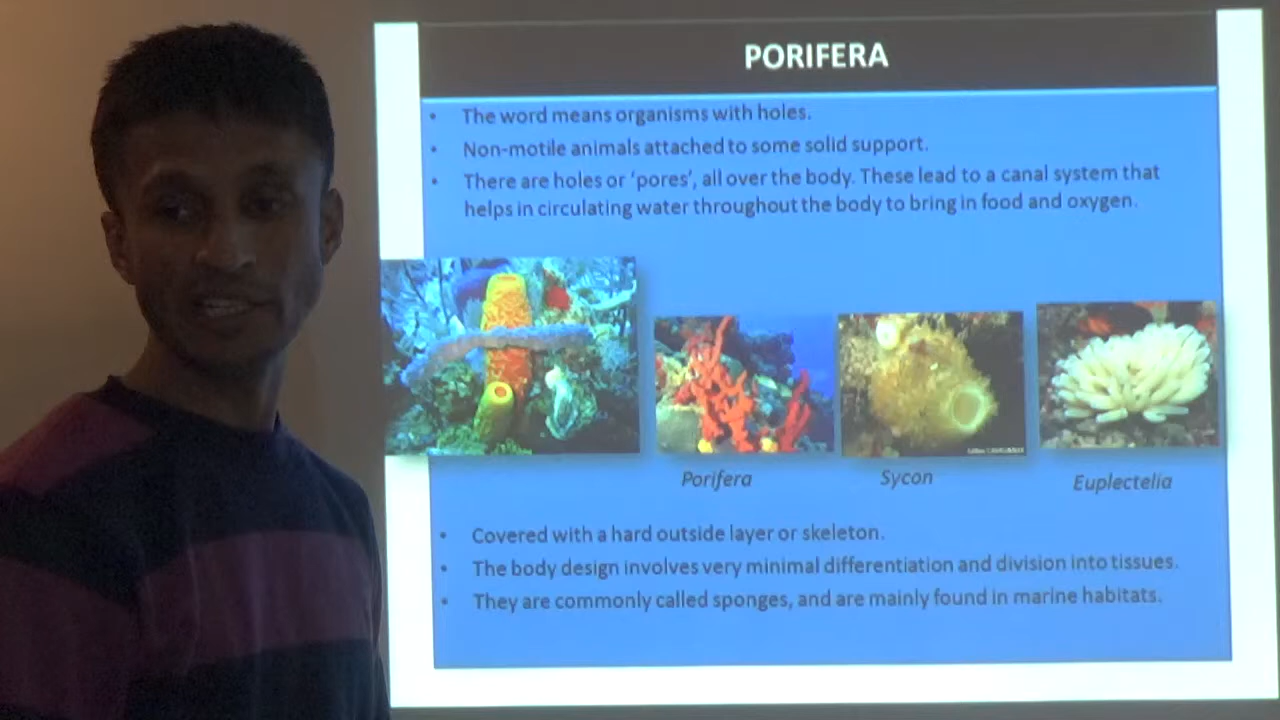 PORIFERA
• The word means organisms with holes.
• Non-motile animals attached to some solid support.
• There are holes or ‘pores’, all over the body. These lead to a canal system that
helps in circulating water throughout the body to bring in food and oxygen.
Porifera
Sycon
Euplectelia
• Covered with a hard outside layer or skeleton.
• The body design involves very minimal differentiation and division into tissues.
• They are commonly called sponges, and are mainly found in marine habitats.